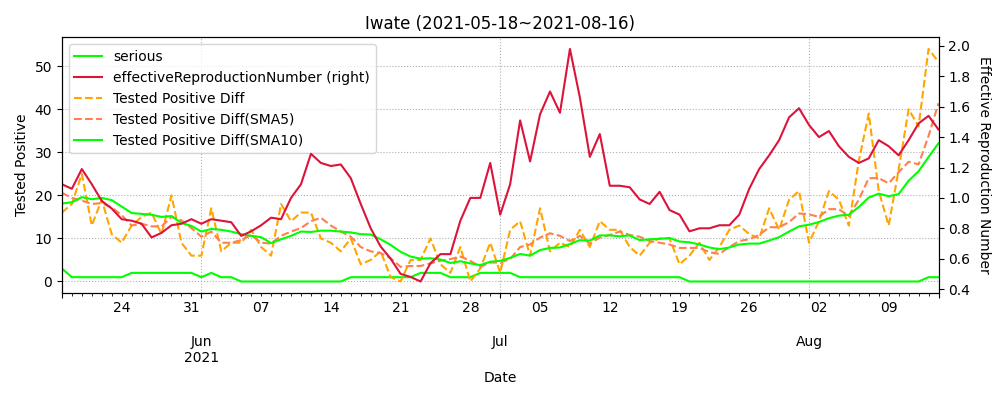 Iwate (2021-05-18~2021-08-16)
serious
effectiveReproductionNumber (right)
Tested Positive Diff
Tested Positive Diff(SMA5)
Tested Positive Diff(SMA10)
Tested Positive
50
40
30
20
10
0
2.0
1.8
1.6
1.4
1.2
1.0
0.8
0.6
0.4
Effective Reproduction Number
24 31 07 14 21 28 05 12 19 26 02 09
Jun Jul Aug
2021
Date